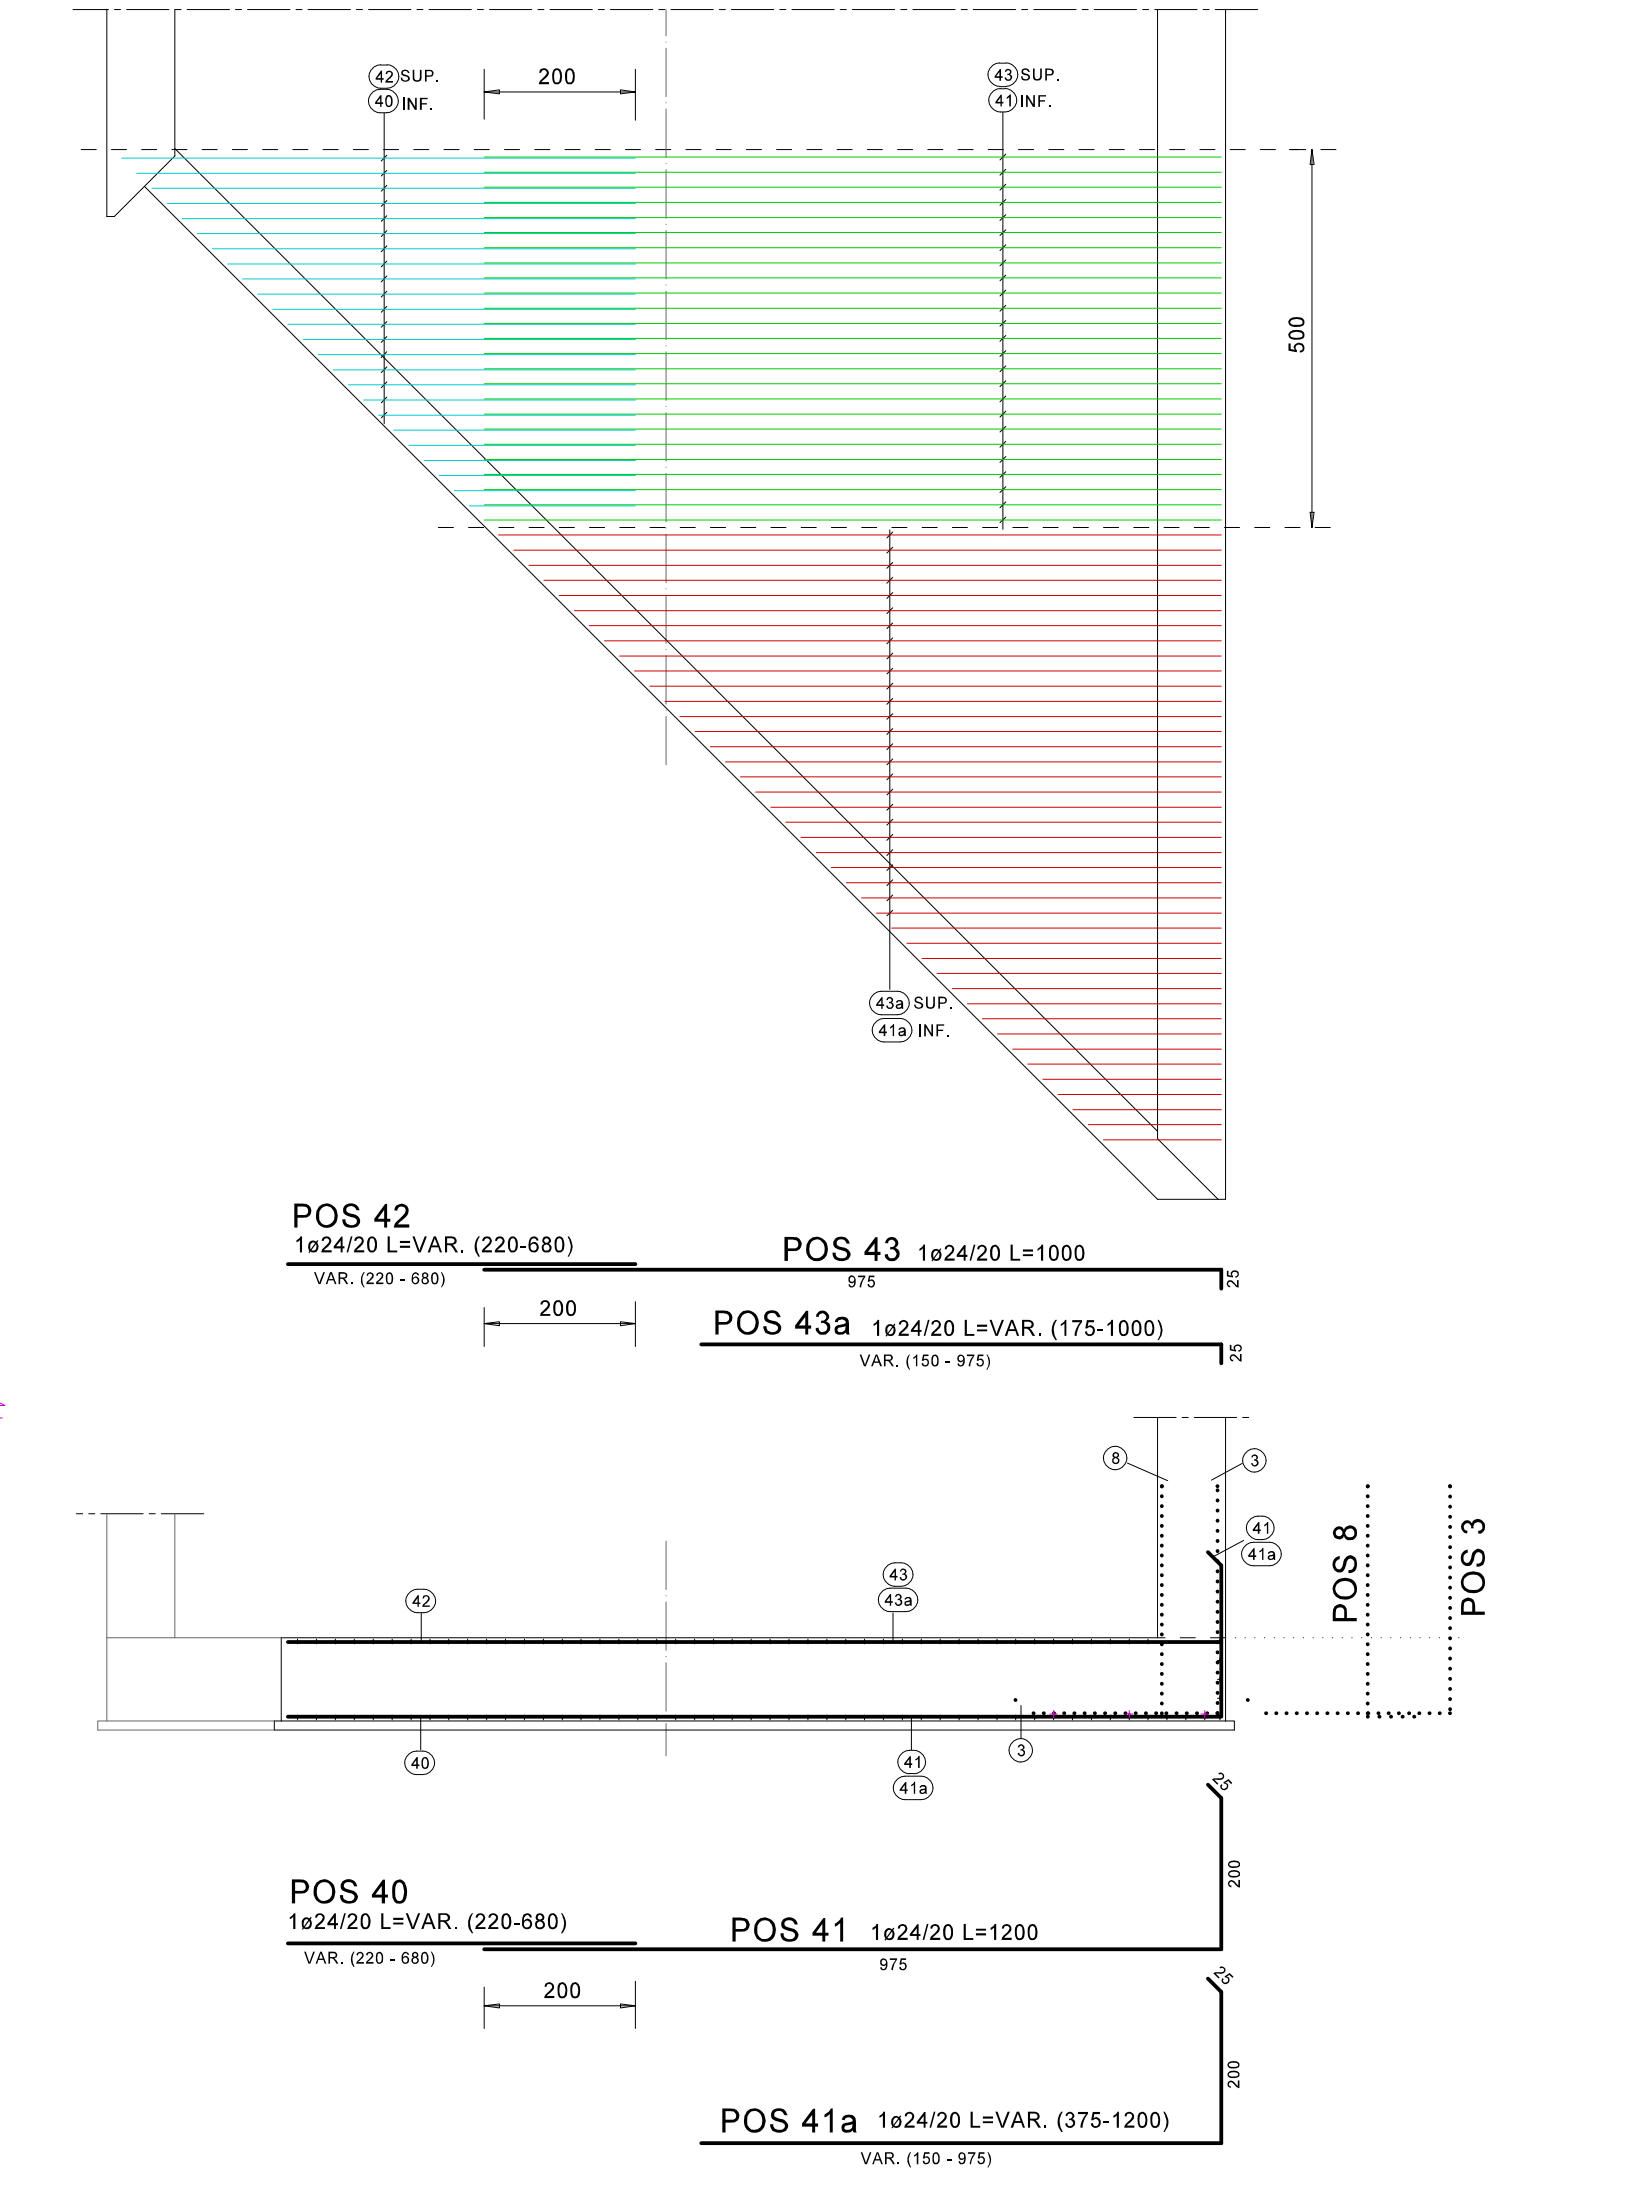 42 SUP.
40 INF.
200
43 SUP.
41 INF.
500
43a SUP.
41a INF.
POS 42
1ø24/20 L=VAR. (220-680)
VAR. (220 - 680)
POS 43 1ø24/20 L=1000
975
25
200
POS 43a 1ø24/20 L=VAR. (175-1000)
VAR. (150 - 975)
25
8
3
41
41a
42
43
43a
POS 8
POS 3
40
41
41a
3
25
200
POS 40
1ø24/20 L=VAR. (220-680)
VAR. (220 - 680)
POS 41 1ø24/20 L=1200
975
200
25
200
POS 41a 1ø24/20 L=VAR. (375-1200)
VAR. (150 - 975)